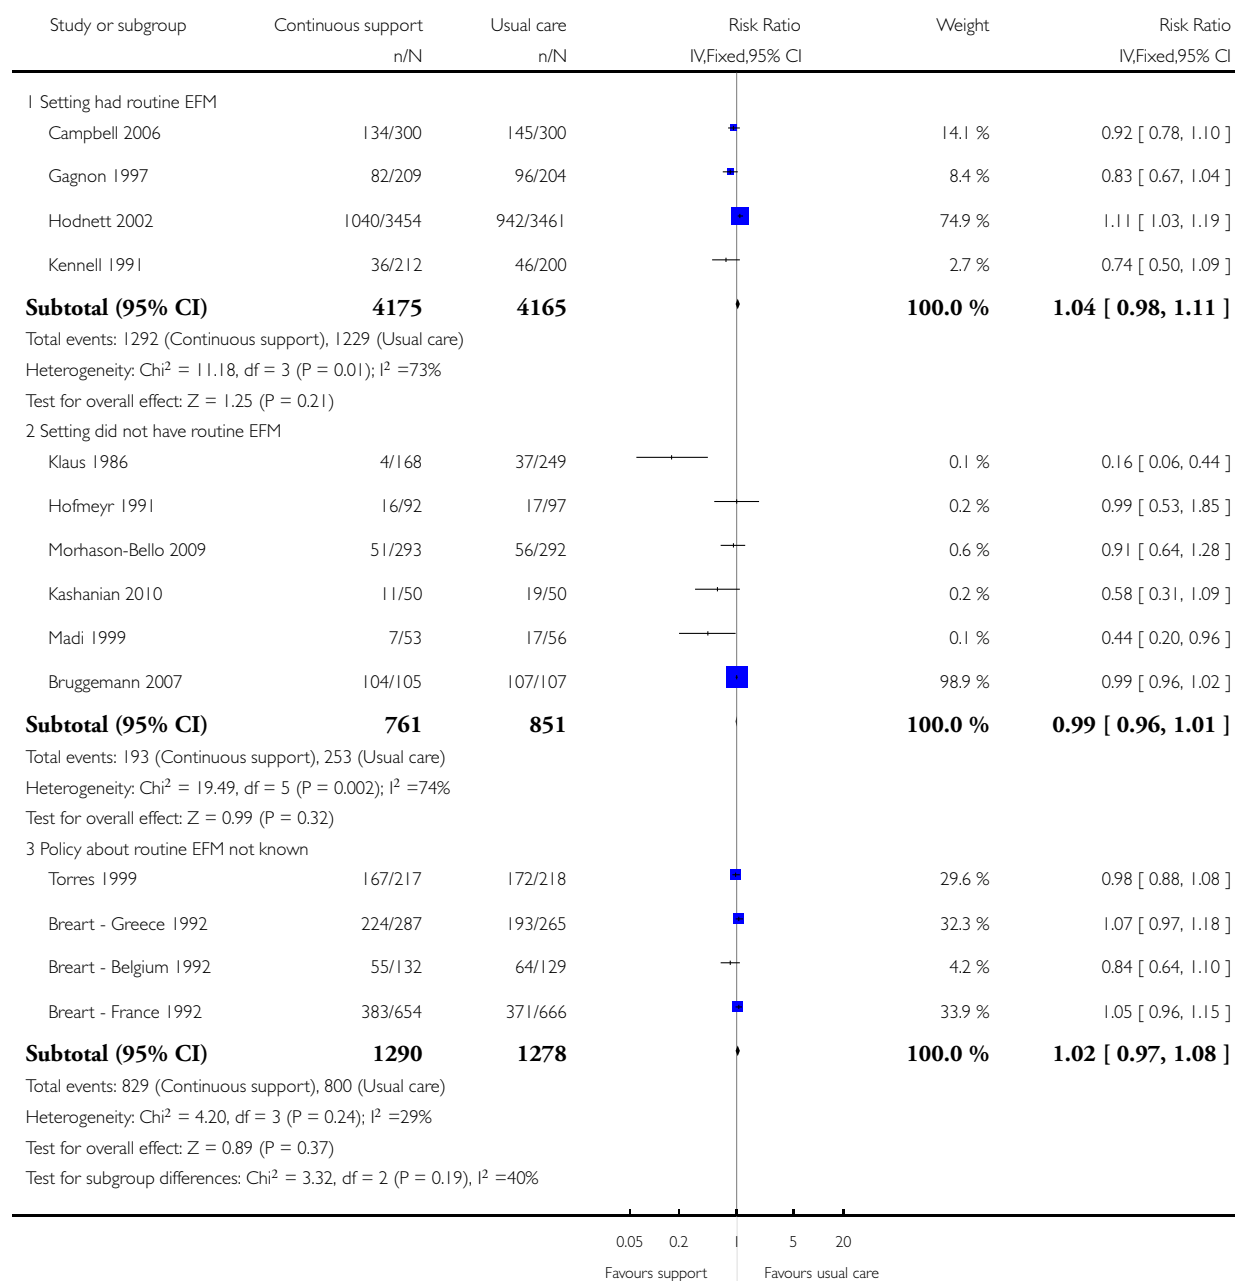 Study or subgroup Continuous support Usual care Risk Ratio Weight Risk Ratio
n/N n/N IV,Fixed,95% CI IV,Fixed,95% CI
1 Setting had routine EFM
Campbell 2006 134/300 145/300 14.1 % 0.92 [ 0.78, 1.10 ]
Gagnon 1997 82/209 96/204 8.4 % 0.83 [ 0.67, 1.04 ]
Hodnett 2002 1040/3454 942/3461 74.9 % 1.11 [ 1.03, 1.19 ]
Kennell 1991 36/212 46/200 2.7 % 0.74 [ 0.50, 1.09 ]
Subtotal (95% CI) 4175 4165 100.0 % 1.04 [ 0.98, 1.11 ]
Total events: 1292 (Continuous support), 1229 (Usual care)
Heterogeneity: Chi² = 11.18, df = 3 (P = 0.01); I² =73%
Test for overall effect: Z = 1.25 (P = 0.21)
2 Setting did not have routine EFM
Klaus 1986 4/168 37/249 0.1 % 0.16 [ 0.06, 0.44 ]
Hofmeyr 1991 16/92 17/97 0.2 % 0.99 [ 0.53, 1.85 ]
Morhason-Bello 2009 51/293 56/292 0.6 % 0.91 [ 0.64, 1.28 ]
Kashanian 2010 11/50 19/50 0.2 % 0.58 [ 0.31, 1.09 ]
Madi 1999 7/53 17/56 0.1 % 0.44 [ 0.20, 0.96 ]
Bruggemann 2007 104/105 107/107 98.9 % 0.99 [ 0.96, 1.02 ]
Subtotal (95% CI) 761 851 100.0 % 0.99 [ 0.96, 1.01 ]
Total events: 193 (Continuous support), 253 (Usual care)
Heterogeneity: Chi² = 19.49, df = 5 (P = 0.002); I² =74%
Test for overall effect: Z = 0.99 (P = 0.32)
3 Policy about routine EFM not known
Torres 1999 167/217 172/218 29.6 % 0.98 [ 0.88, 1.08 ]
Breart - Greece 1992 224/287 193/265 32.3 % 1.07 [ 0.97, 1.18 ]
Breart - Belgium 1992 55/132 64/129 4.2 % 0.84 [ 0.64, 1.10 ]
Breart - France 1992 383/654 371/666 33.9 % 1.05 [ 0.96, 1.15 ]
Subtotal (95% CI) 1290 1278 100.0 % 1.02 [ 0.97, 1.08 ]
Total events: 829 (Continuous support), 800 (Usual care)
Heterogeneity: Chi² = 4.20, df = 3 (P = 0.24); I² =29%
Test for overall effect: Z = 0.89 (P = 0.37)
Test for subgroup differences: Chi² = 3.32, df = 2 (P = 0.19), I² =40%
0.05 0.2 1 5 20
Favours support Favours usual care